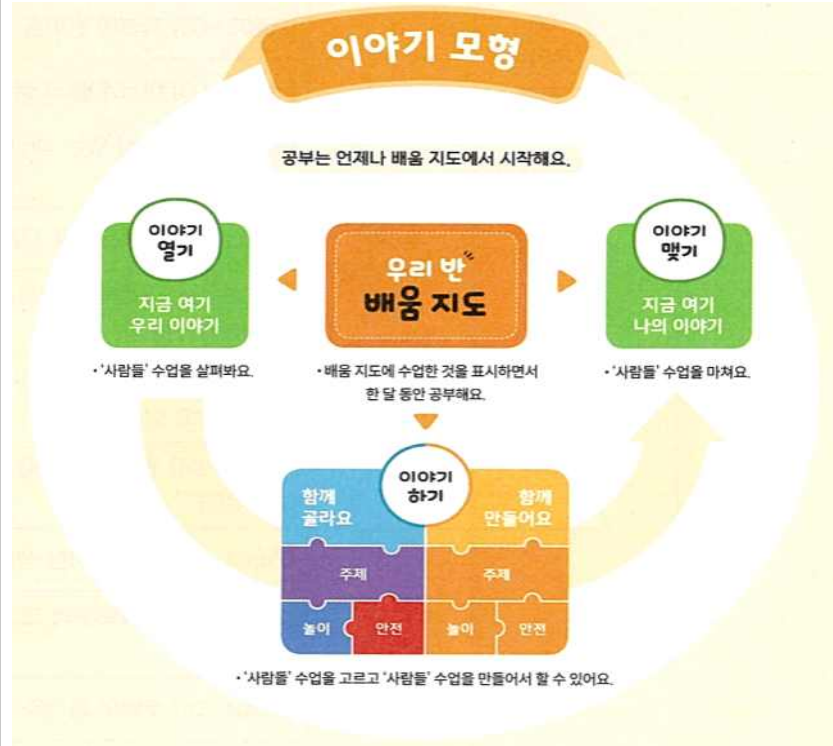 이야기 모형
공부는 언제나 배움 지도에서 시작해요.
이야기
열기
지금 여기
우리 이야기
• '사람들' 수업을 살펴봐요.
우리 반
배움 지도
• 배움 지도에 수업한 것을 표시하면서
한 달 동안 공부해요.
이야기
맺기
지금 여기
나의 이야기
• '사람들' 수업을 마쳐요.
이야기
하기
함께
골라요
함께
만들어요
주제
주제
놀이
안전
놀이
안전
• '사람들' 수업을 고르고 '사람들' 수업을 만들어서 할 수 있어요.